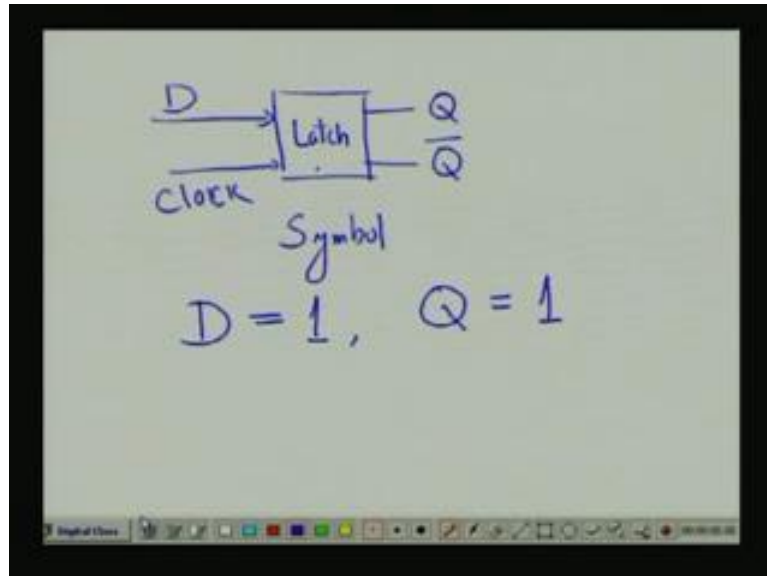 D
Latch
Q
Q̅
Clock
Symbol
D = 1, Q = 1